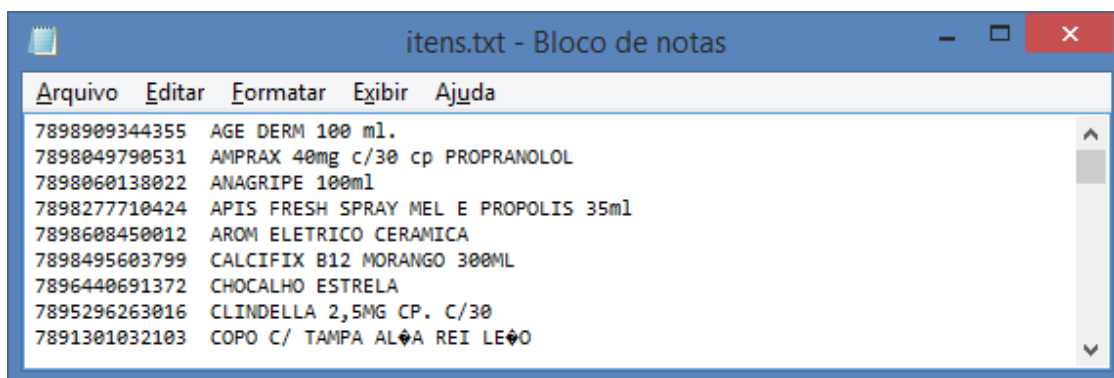 itens.txt - Bloco de notas
Arquivo Editar Formatar Exibir Ajuda
7898909344355 AGE DERM 100 ml.
7898049790531 AMPRAX 40mg c/30 cp PROPRANOLOL
7898060138022 ANAGRIPE 100ml
7898277710424 APIS FRESH SPRAY MEL E PROPOLIS 35ml
7898608450012 AROM ELETRICO CERAMICA
7898495603799 CALCIFIX B12 MORANGO 300ML
7896440691372 CHOCALHO ESTRELA
7895296263016 CLINDELLA 2,5MG CP. C/30
7891301032103 COPO C/ TAMPA AL�A REI LE�O